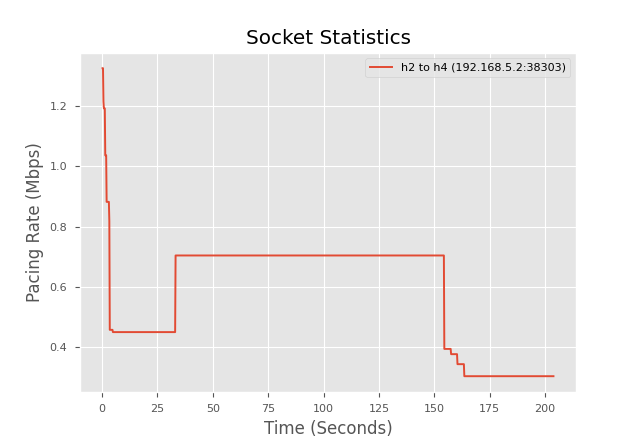 Socket Statistics
h2 to h4 (192.168.5.2:38303)
Pacing Rate (Mbps)
1.2
1.0
0.8
0.6
0.4
0 25 50 75 100 125 150 175 200
Time (Seconds)